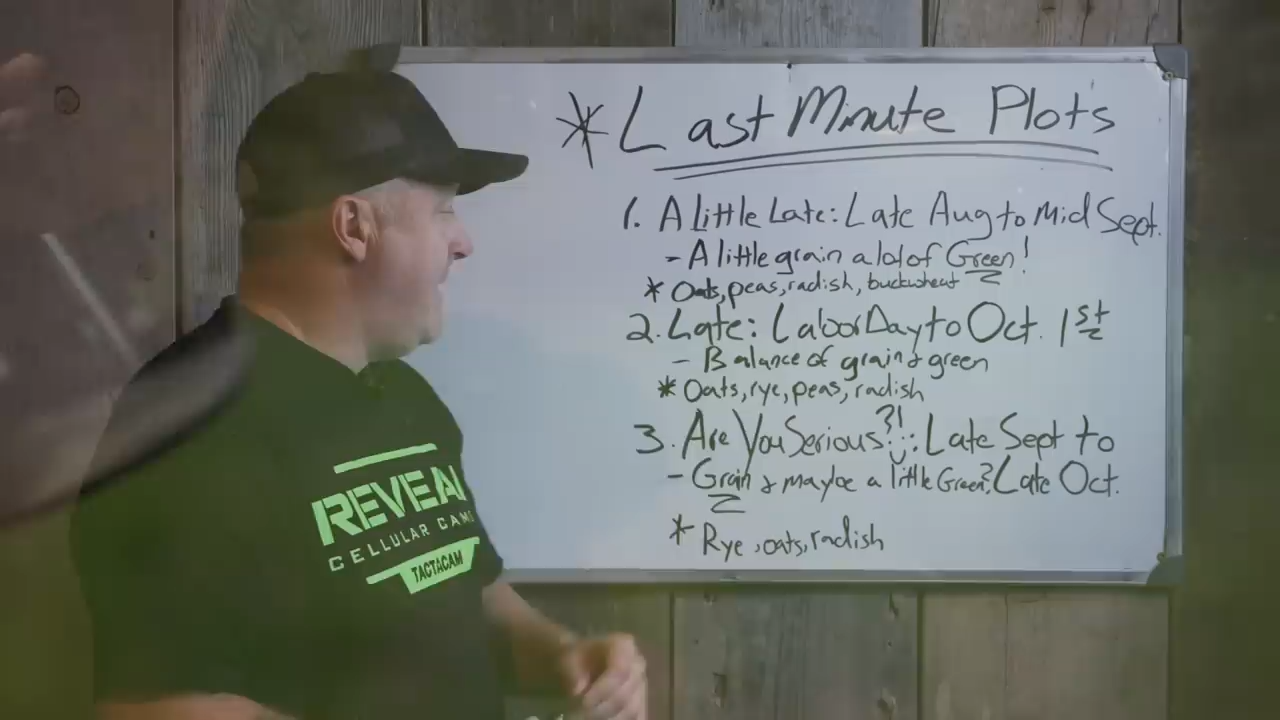 * Last Minute Plots
1. A Little Late: Late Aug to Mid Sept.
- A little grain a lot of Green!
* Oats, peas, radish, buckwheat
2. Late: Labor Day to Oct. 1st
- Balance of grain & green
* Oats, rye, peas, radish
3. Are You Serious?!: Late Sept to
- Grain & maybe a little Green? Late Oct.
* Rye, oats, radish
REVEAL
CELLULAR CAM
TACTACAM